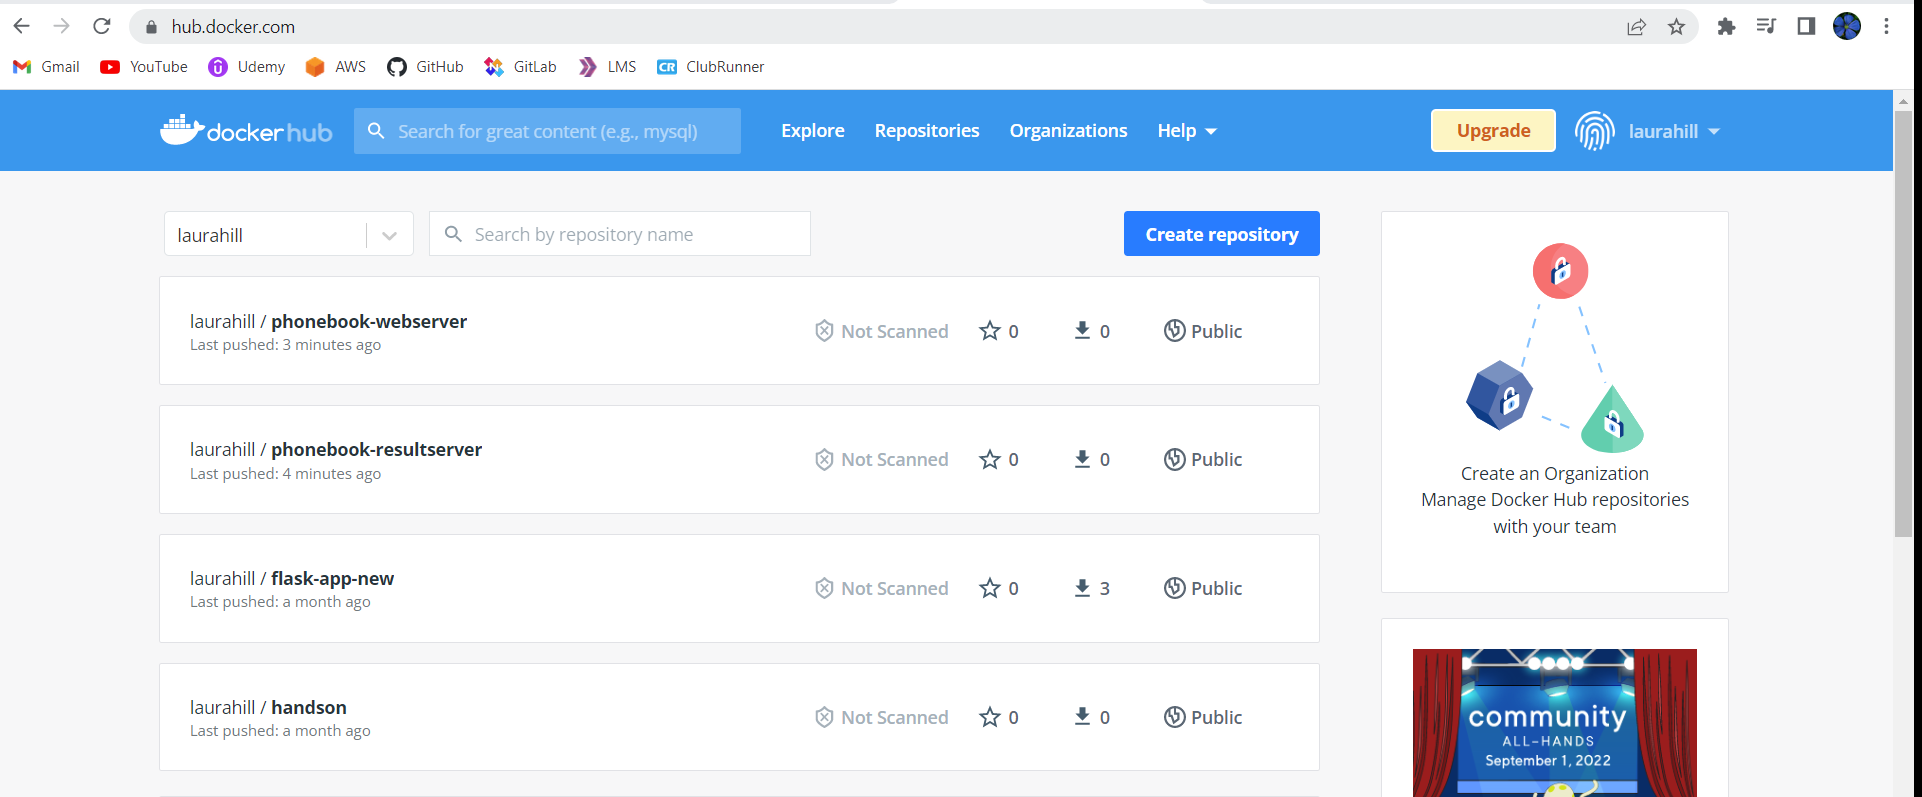 hub.docker.com
Gmail YouTube Udemy AWS GitHub GitLab LMS CR ClubRunner
docker hub Search for great content (e.g., mysql) Explore Repositories Organizations Help Upgrade laurahill
laurahill Search by repository name Create repository
laurahill / phonebook-webserver Not Scanned 0 0 Public
Last pushed: 3 minutes ago
laurahill / phonebook-resultserver Not Scanned 0 0 Public
Last pushed: 4 minutes ago
laurahill / flask-app-new Not Scanned 0 3 Public
Last pushed: a month ago
laurahill / handson Not Scanned 0 0 Public
Last pushed: a month ago
Create an Organization
Manage Docker Hub repositories
with your team
community
ALL-HANDS
September 1, 2022